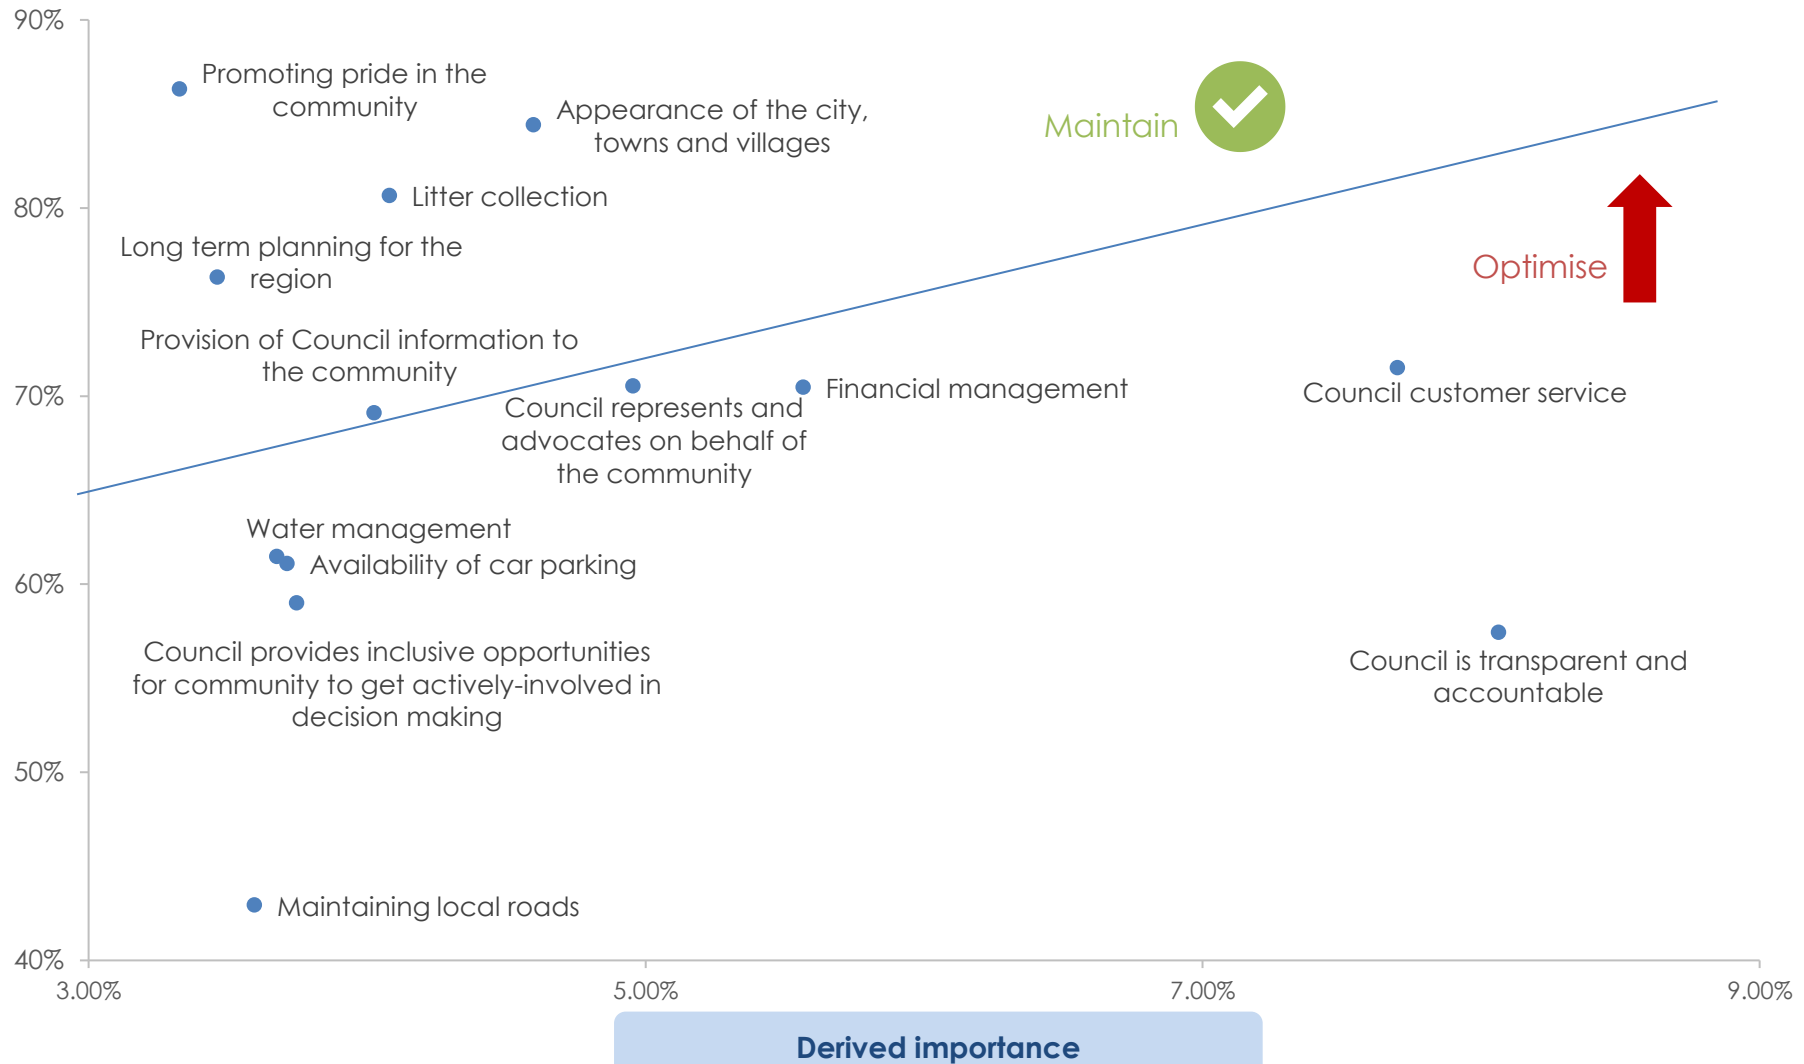 90%
Promoting pride in the
community
Appearance of the city,
towns and villages
Maintain
Litter collection
80%
Long term planning for the
region
Optimise
Provision of Council information to
the community
70%
Financial management
Council customer service
Council represents and
advocates on behalf of
the community
Water management
Availability of car parking
60%
Council provides inclusive opportunities
for community to get actively-involved in
decision making
Council is transparent and
accountable
50%
Maintaining local roads
40%
3.00%
5.00%
7.00%
9.00%
Derived importance